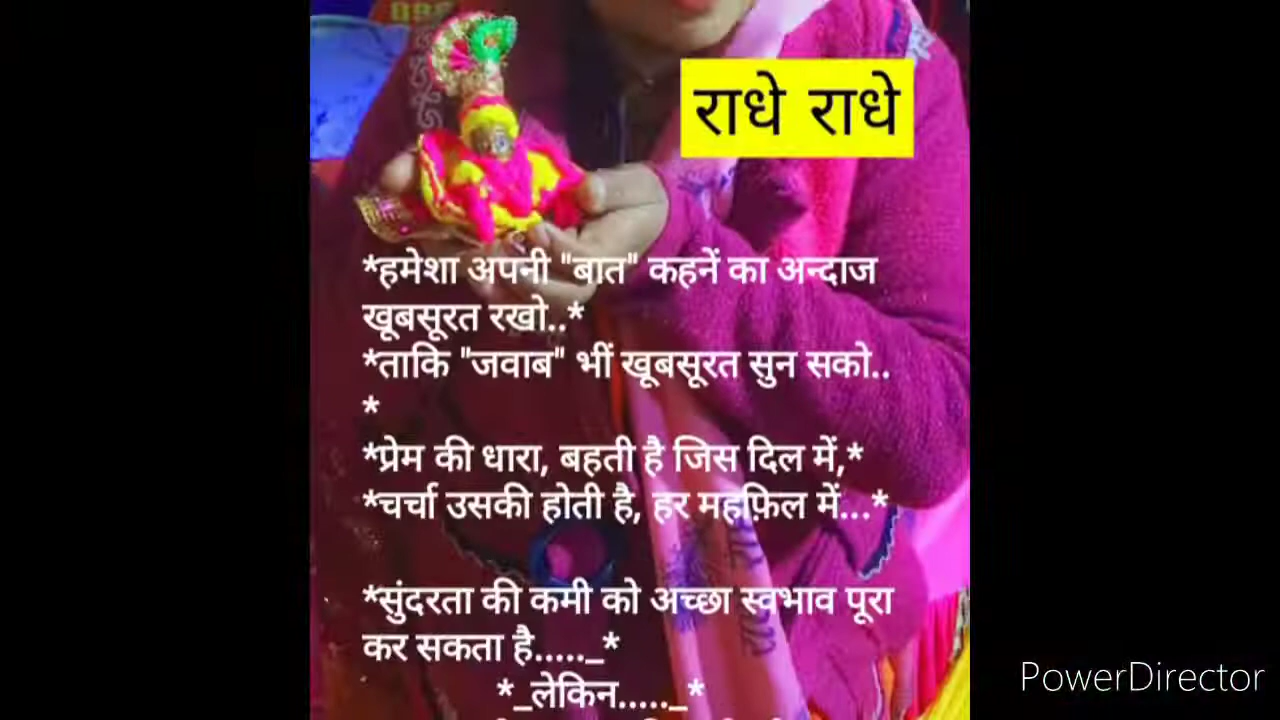 राधे राधे
*हमेशा अपनी "बात" कहनें का अन्दाज
खूबसूरत रखो..*
*ताकि "जवाब" भीं खूबसूरत सुन सको..
*
*प्रेम की धारा, बहती है जिस दिल में,*
*चर्चा उसकी होती है, हर महफ़िल में...*
*सुंदरता की कमी को अच्छा स्वभाव पूरा
कर सकता है....._*
*_लेकिन....._*
PowerDirector